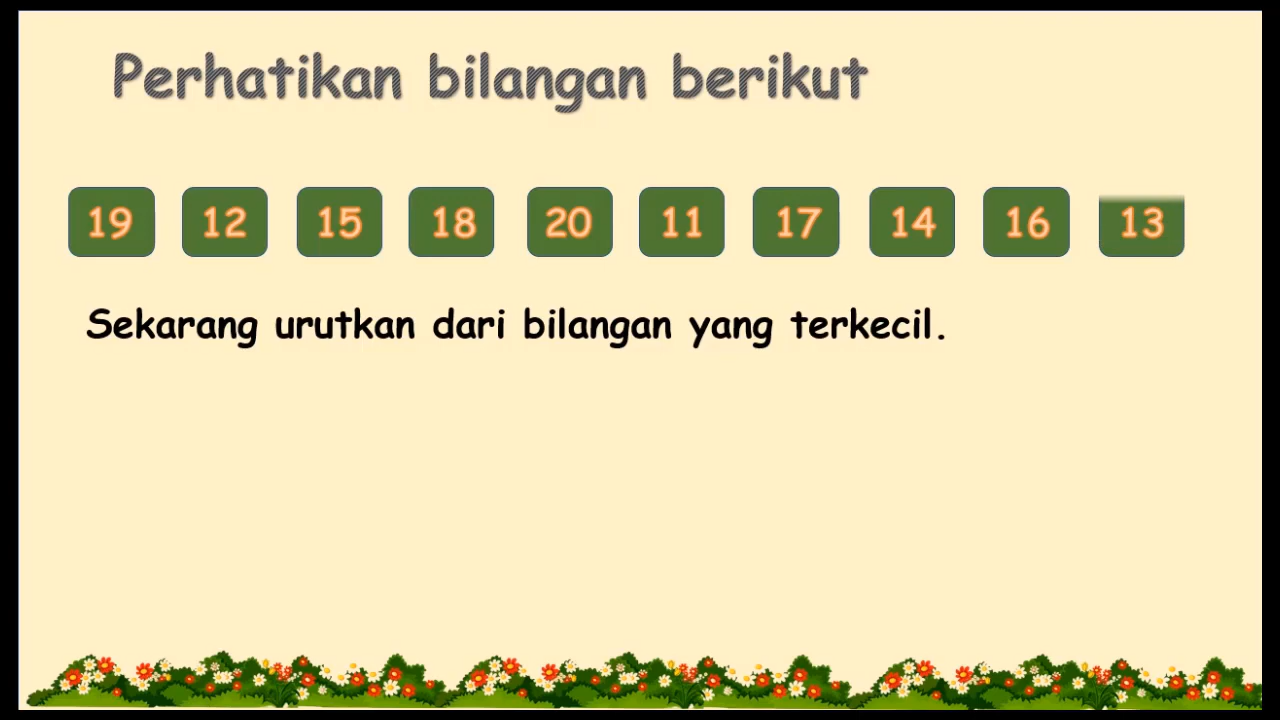 Perhatikan bilangan berikut
19 12 15 18 20 11 17 14 16 13
Sekarang urutkan dari bilangan yang terkecil.